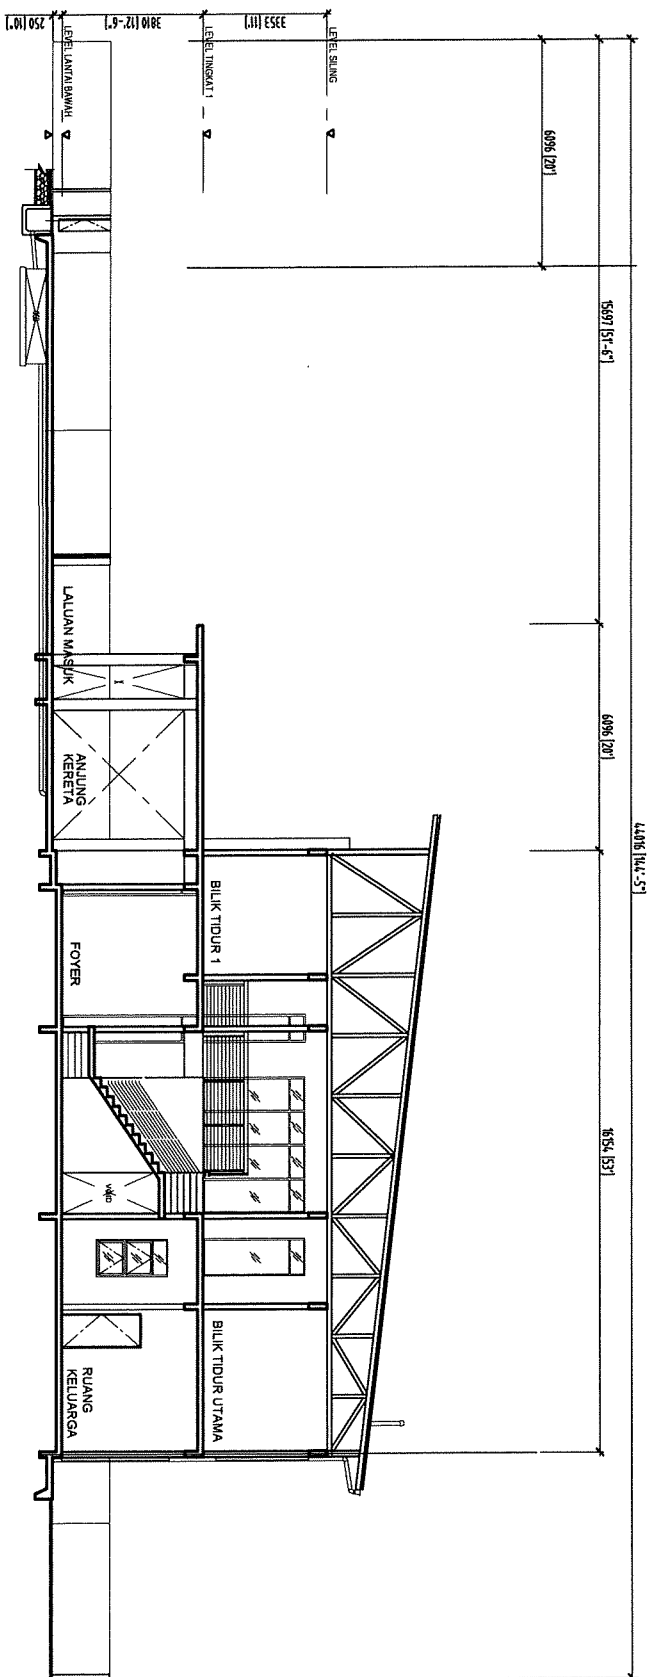 44016 [144'-5"]
15697 [51'-6"]
6096 [20']
16154 [53']
6096 [20']
LEVEL SILING
3353 [11']
LEVEL TINGKAT 1
3810 [12'-6"]
LEVEL LANTAI BAWAH
250 [10"]
BILIK TIDUR 1
BILIK TIDUR UTAMA
LALUAN MASUK
ANJUNG
KERETA
FOYER
VOID
RUANG
KELUARGA